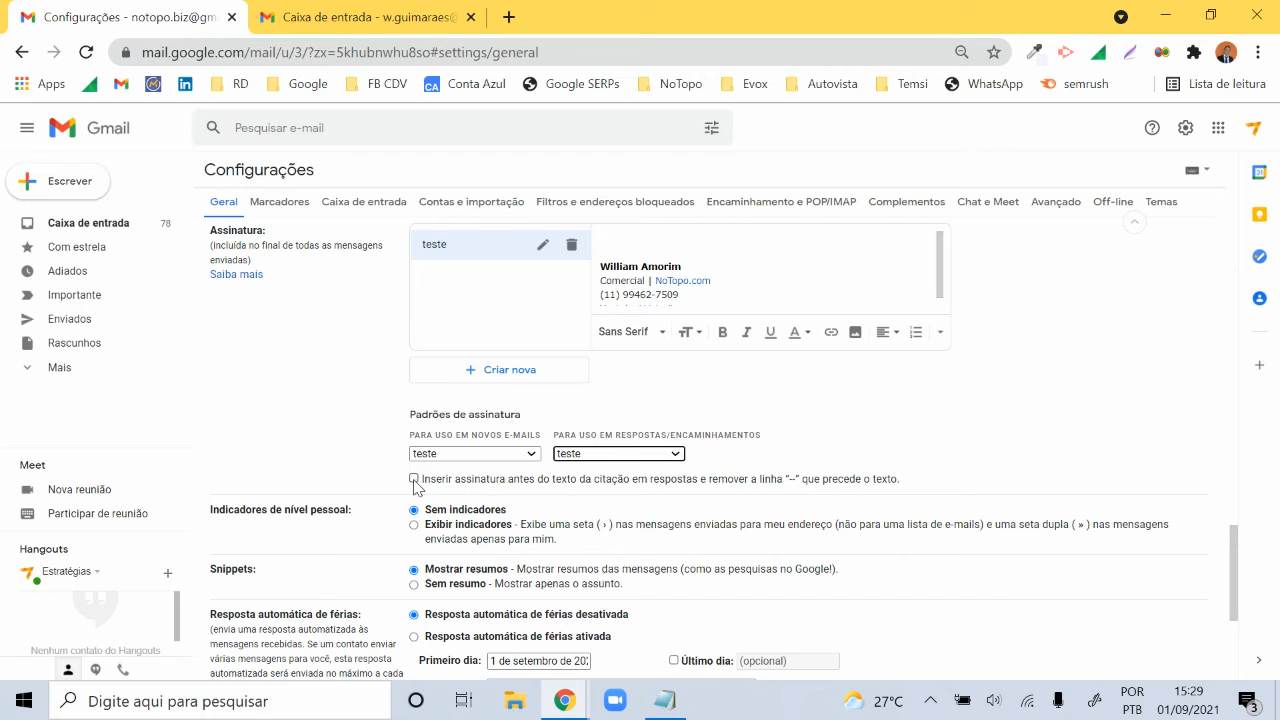 Configurações - notopo.biz@gm
Caixa de entrada - w.guimaraes@
mail.google.com/mail/u/3/?zx=5khubnwhu8so#settings/general
Apps
RD
Google
FB CDV
CA
Conta Azul
Google SERPs
NoTopo
Evox
Autovista
Temsi
WhatsApp
semrush
Lista de leitura
Gmail
Pesquisar e-mail
Escrever
Configurações
Geral
Marcadores
Caixa de entrada
Contas e importação
Filtros e endereços bloqueados
Encaminhamento e POP/IMAP
Complementos
Chat e Meet
Avançado
Off-line
Temas
Caixa de entrada 78
Com estrela
Adiados
Importante
Enviados
Rascunhos
Mais
Meet
Nova reunião
Participar de reunião
Hangouts
Estratégias
Nenhum contato do Hangouts
Assinatura:
(incluída no final de todas as mensagens
enviadas)
Saiba mais
teste
William Amorim
Comercial | NoTopo.com
(11) 99462-7509
Sans Serif
B I U A
Criar nova
Padrões de assinatura
PARA USO EM NOVOS E-MAILS
PARA USO EM RESPOSTAS/ENCAMINHAMENTOS
teste
teste
Inserir assinatura antes do texto da citação em respostas e remover a linha "--" que precede o texto.
Indicadores de nível pessoal:
Sem indicadores
Exibir indicadores - Exibe uma seta ( › ) nas mensagens enviadas para meu endereço (não para uma lista de e-mails) e uma seta dupla ( » ) nas mensagens
enviadas apenas para mim.
Snippets:
Mostrar resumos - Mostrar resumos das mensagens (como as pesquisas no Google!).
Sem resumo - Mostrar apenas o assunto.
Resposta automática de férias:
(envia uma resposta automatizada às
mensagens recebidas. Se um contato enviar
várias mensagens para você, esta resposta
automatizada será enviada no máximo a cada
Resposta automática de férias desativada
Resposta automática de férias ativada
Primeiro dia: 1 de setembro de 202
Último dia: (opcional)
Digite aqui para pesquisar
27°C
POR
PTB
15:29
01/09/2021
3